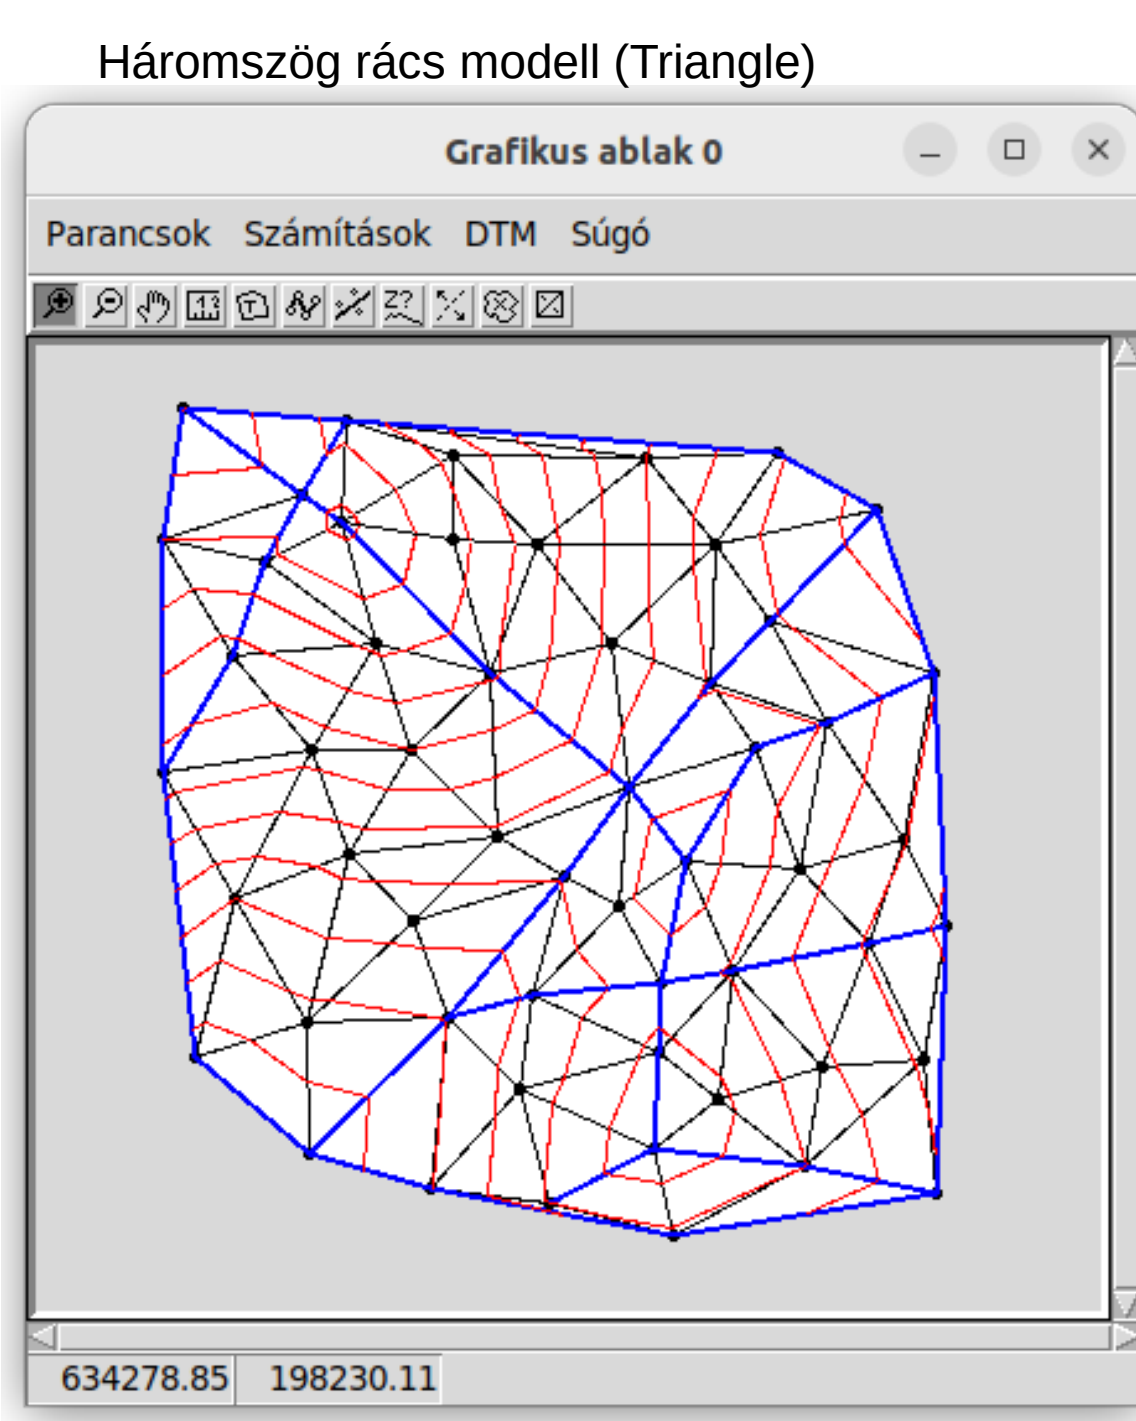 Háromszög rács modell (Triangle)
Grafikus ablak 0
Parancsok Számítások DTM Súgó
634278.85 198230.11